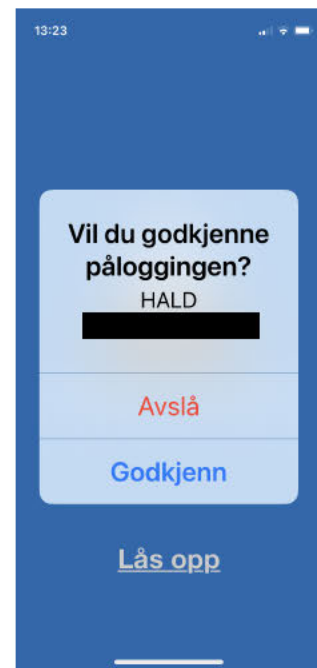 13:23
Vil du godkjenne
påloggingen?
HALD
Avslå
Godkjenn
Lås opp